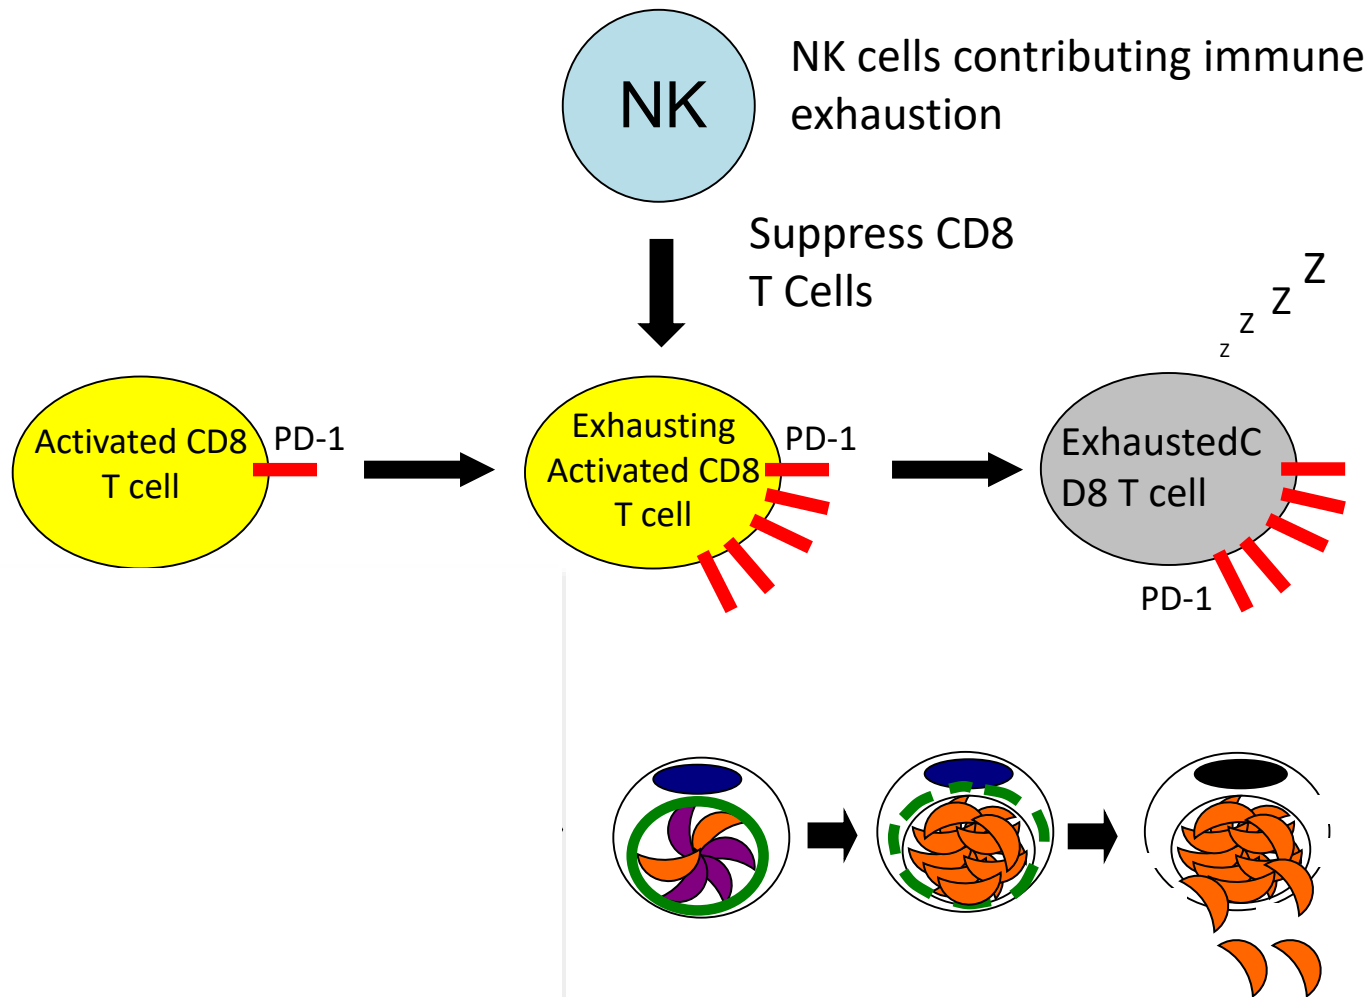 NK
NK cells contributing immune
exhaustion
Suppress CD8
T Cells
z
z
z
z
Activated CD8
T cell
PD-1
Exhausting
Activated CD8
T cell
PD-1
ExhaustedC
D8 T cell
PD-1